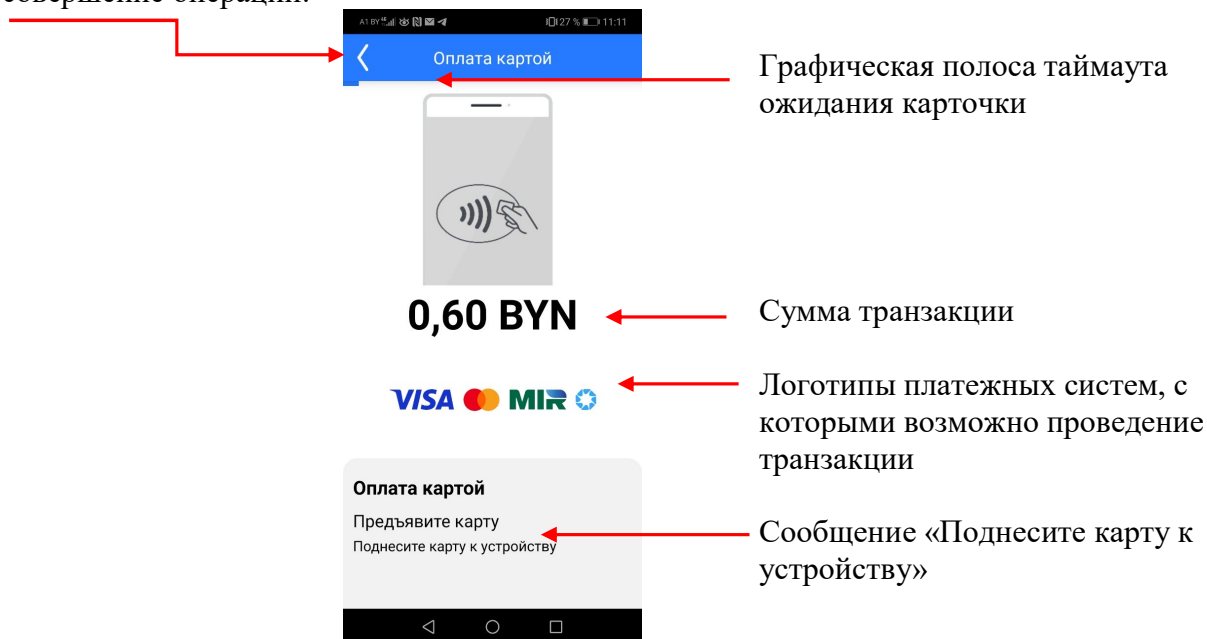 совершение операции.
A1 BY 27 % 11:11
Оплата картой
Графическая полоса таймаута
ожидания карточки
0,60 BYN
Сумма транзакции
VISA MIR
Логотипы платежных систем, с
которыми возможно проведение
транзакции
Оплата картой
Предъявите карту
Поднесите карту к устройству
Сообщение «Поднесите карту к
устройству»